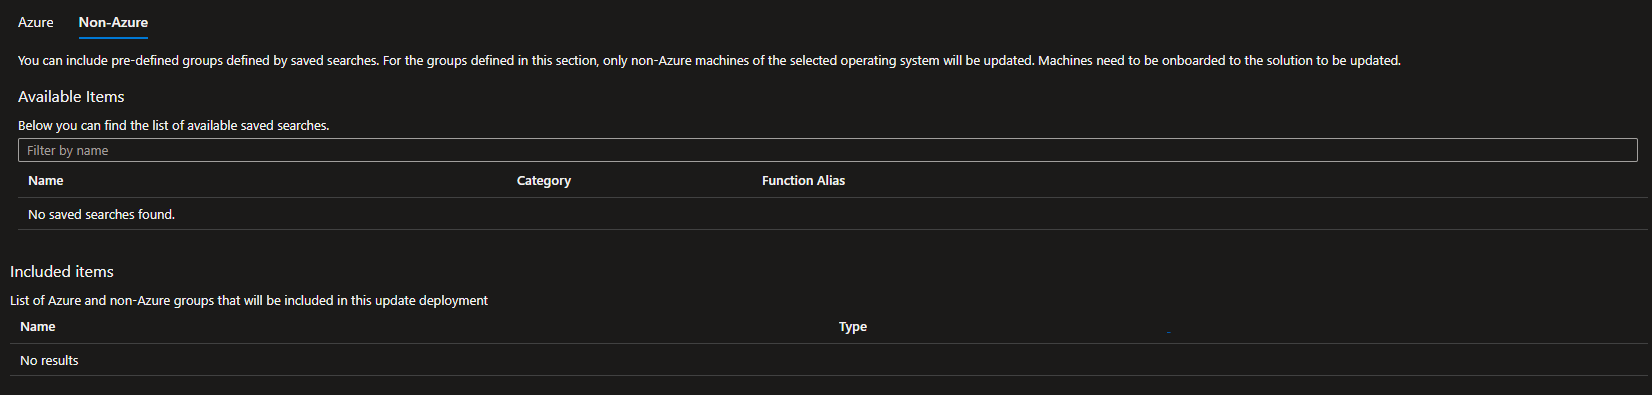 Azure Non-Azure
You can include pre-defined groups defined by saved searches. For the groups defined in this section, only non-Azure machines of the selected operating system will be updated. Machines need to be onboarded to the solution to be updated.
Available Items
Below you can find the list of available saved searches.
Filter by name
Name Category Function Alias
No saved searches found.
Included items
List of Azure and non-Azure groups that will be included in this update deployment
Name Type
No results